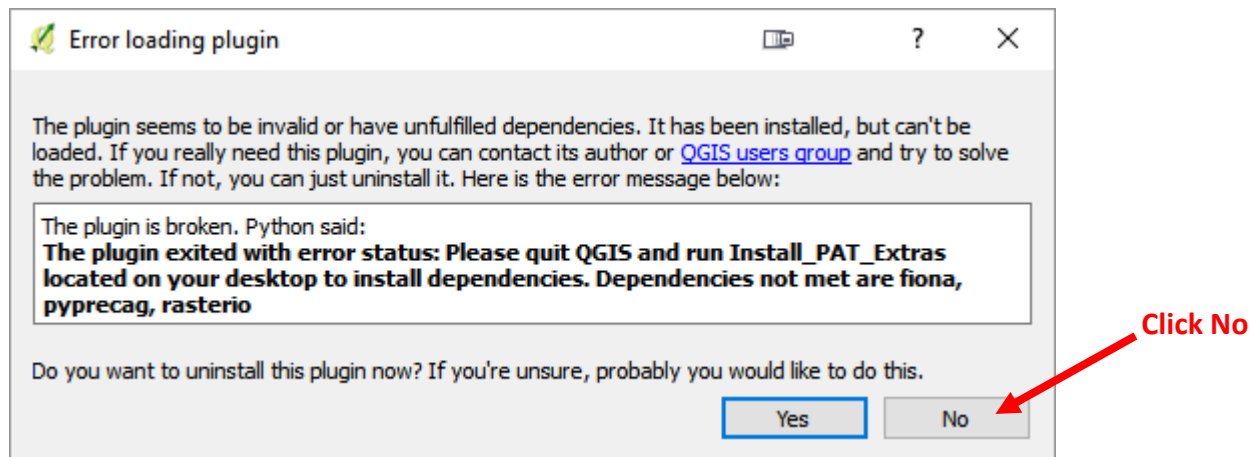 Error loading plugin
?
The plugin seems to be invalid or have unfulfilled dependencies. It has been installed, but can't be
loaded. If you really need this plugin, you can contact its author or QGIS users group and try to solve
the problem. If not, you can just uninstall it. Here is the error message below:
The plugin is broken. Python said:
The plugin exited with error status: Please quit QGIS and run Install_PAT_Extras
located on your desktop to install dependencies. Dependencies not met are fiona,
pyprecag, rasterio
Click No
Do you want to uninstall this plugin now? If you're unsure, probably you would like to do this.
Yes No